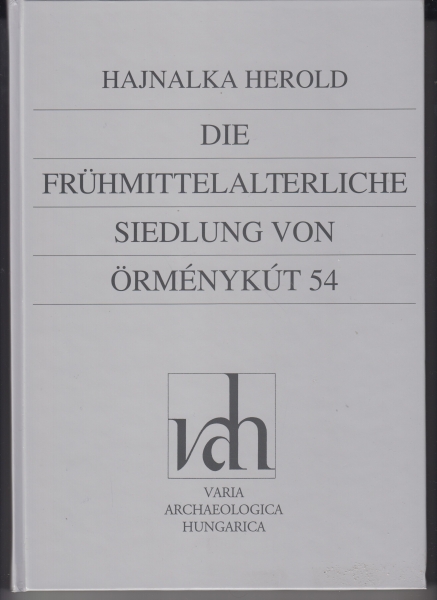 HAJNALKA HEROLD
DIE
FRÜHMITTELALTERLICHE
SIEDLUNG VON
ÖRMÉNYKÚT 54
vah
VARIA
ARCHAEOLOGICA
HUNGARICA